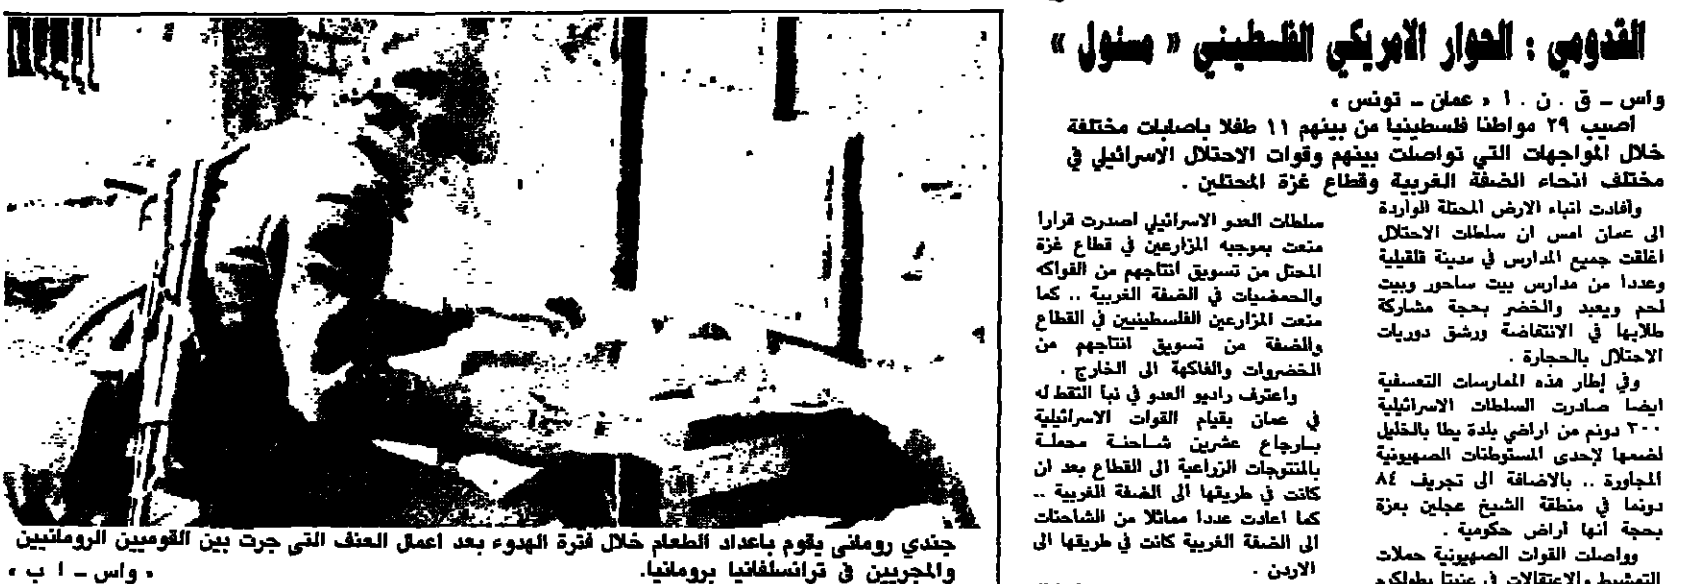 القدومي : الحوار الامريكي الفلسطيني « مسئول »
واس ـ ق . ن . ا « عمان ـ تونس »
أصيب ٢٩ مواطنا فلسطينيا من بينهم ١١ طفلا باصابات مختلفة
خلال المواجهات التي تواصلت بينهم وقوات الاحتلال الاسرائيلي في
مختلف انحاء الضفة الغربية وقطاع غزة المحتلين .
وأفادت انباء الارض المحتلة الواردة
الى عمان امس ان سلطات الاحتلال
اغلقت جميع المدارس في مدينة قلقيلية
وعددا من مدارس بيت ساحور وبيت
لحم ويعبد والخضر بحجة مشاركة
طلابها في الانتفاضة ورشق دوريات
الاحتلال بالحجارة .
وفي إطار هذه الممارسات التعسفية
ايضا صادرت السلطات الاسرائيلية
٣٠٠ دونم من اراضي بلدة يطا بالخليل
لضمها لإحدى المستوطنات الصهيونية
المجاورة .. بالاضافة الى تجريف ٨٤
دونما في منطقة الشيخ عجلين بغزة
بحجة أنها أراض حكومية .
وواصلت القوات الصهيونية حملات
التمشيط والاعتقالات في عنبتا بطولكرم
سلطات العدو الاسرائيلي اصدرت قرارا
منعت بموجبه المزارعين في قطاع غزة
المحتل من تسويق انتاجهم من الفواكه
والحمضيات في الضفة الغربية .. كما
منعت المزارعين الفلسطينيين في القطاع
والضفة من تسويق انتاجهم من
الخضروات والفاكهة الى الخارج .
واعترف راديو العدو في نبأ التقط له
في عمان بقيام القوات الاسرائيلية
بارجاع عشرين شاحنة محملة
بالمنتوجات الزراعية الى القطاع بعد ان
كانت في طريقها الى الضفة الغربية ..
كما اعادت عددا مماثلا من الشاحنات
الى الضفة الغربية كانت في طريقها الى
الاردن .
جندي رومانى يقوم باعداد الطعام خلال فترة الهدوء بعد اعمال العنف التى جرت بين القوميين الرومانيين
والمجريين فى ترانسلفانيا برومانيا.
« واس ـ ا ب »